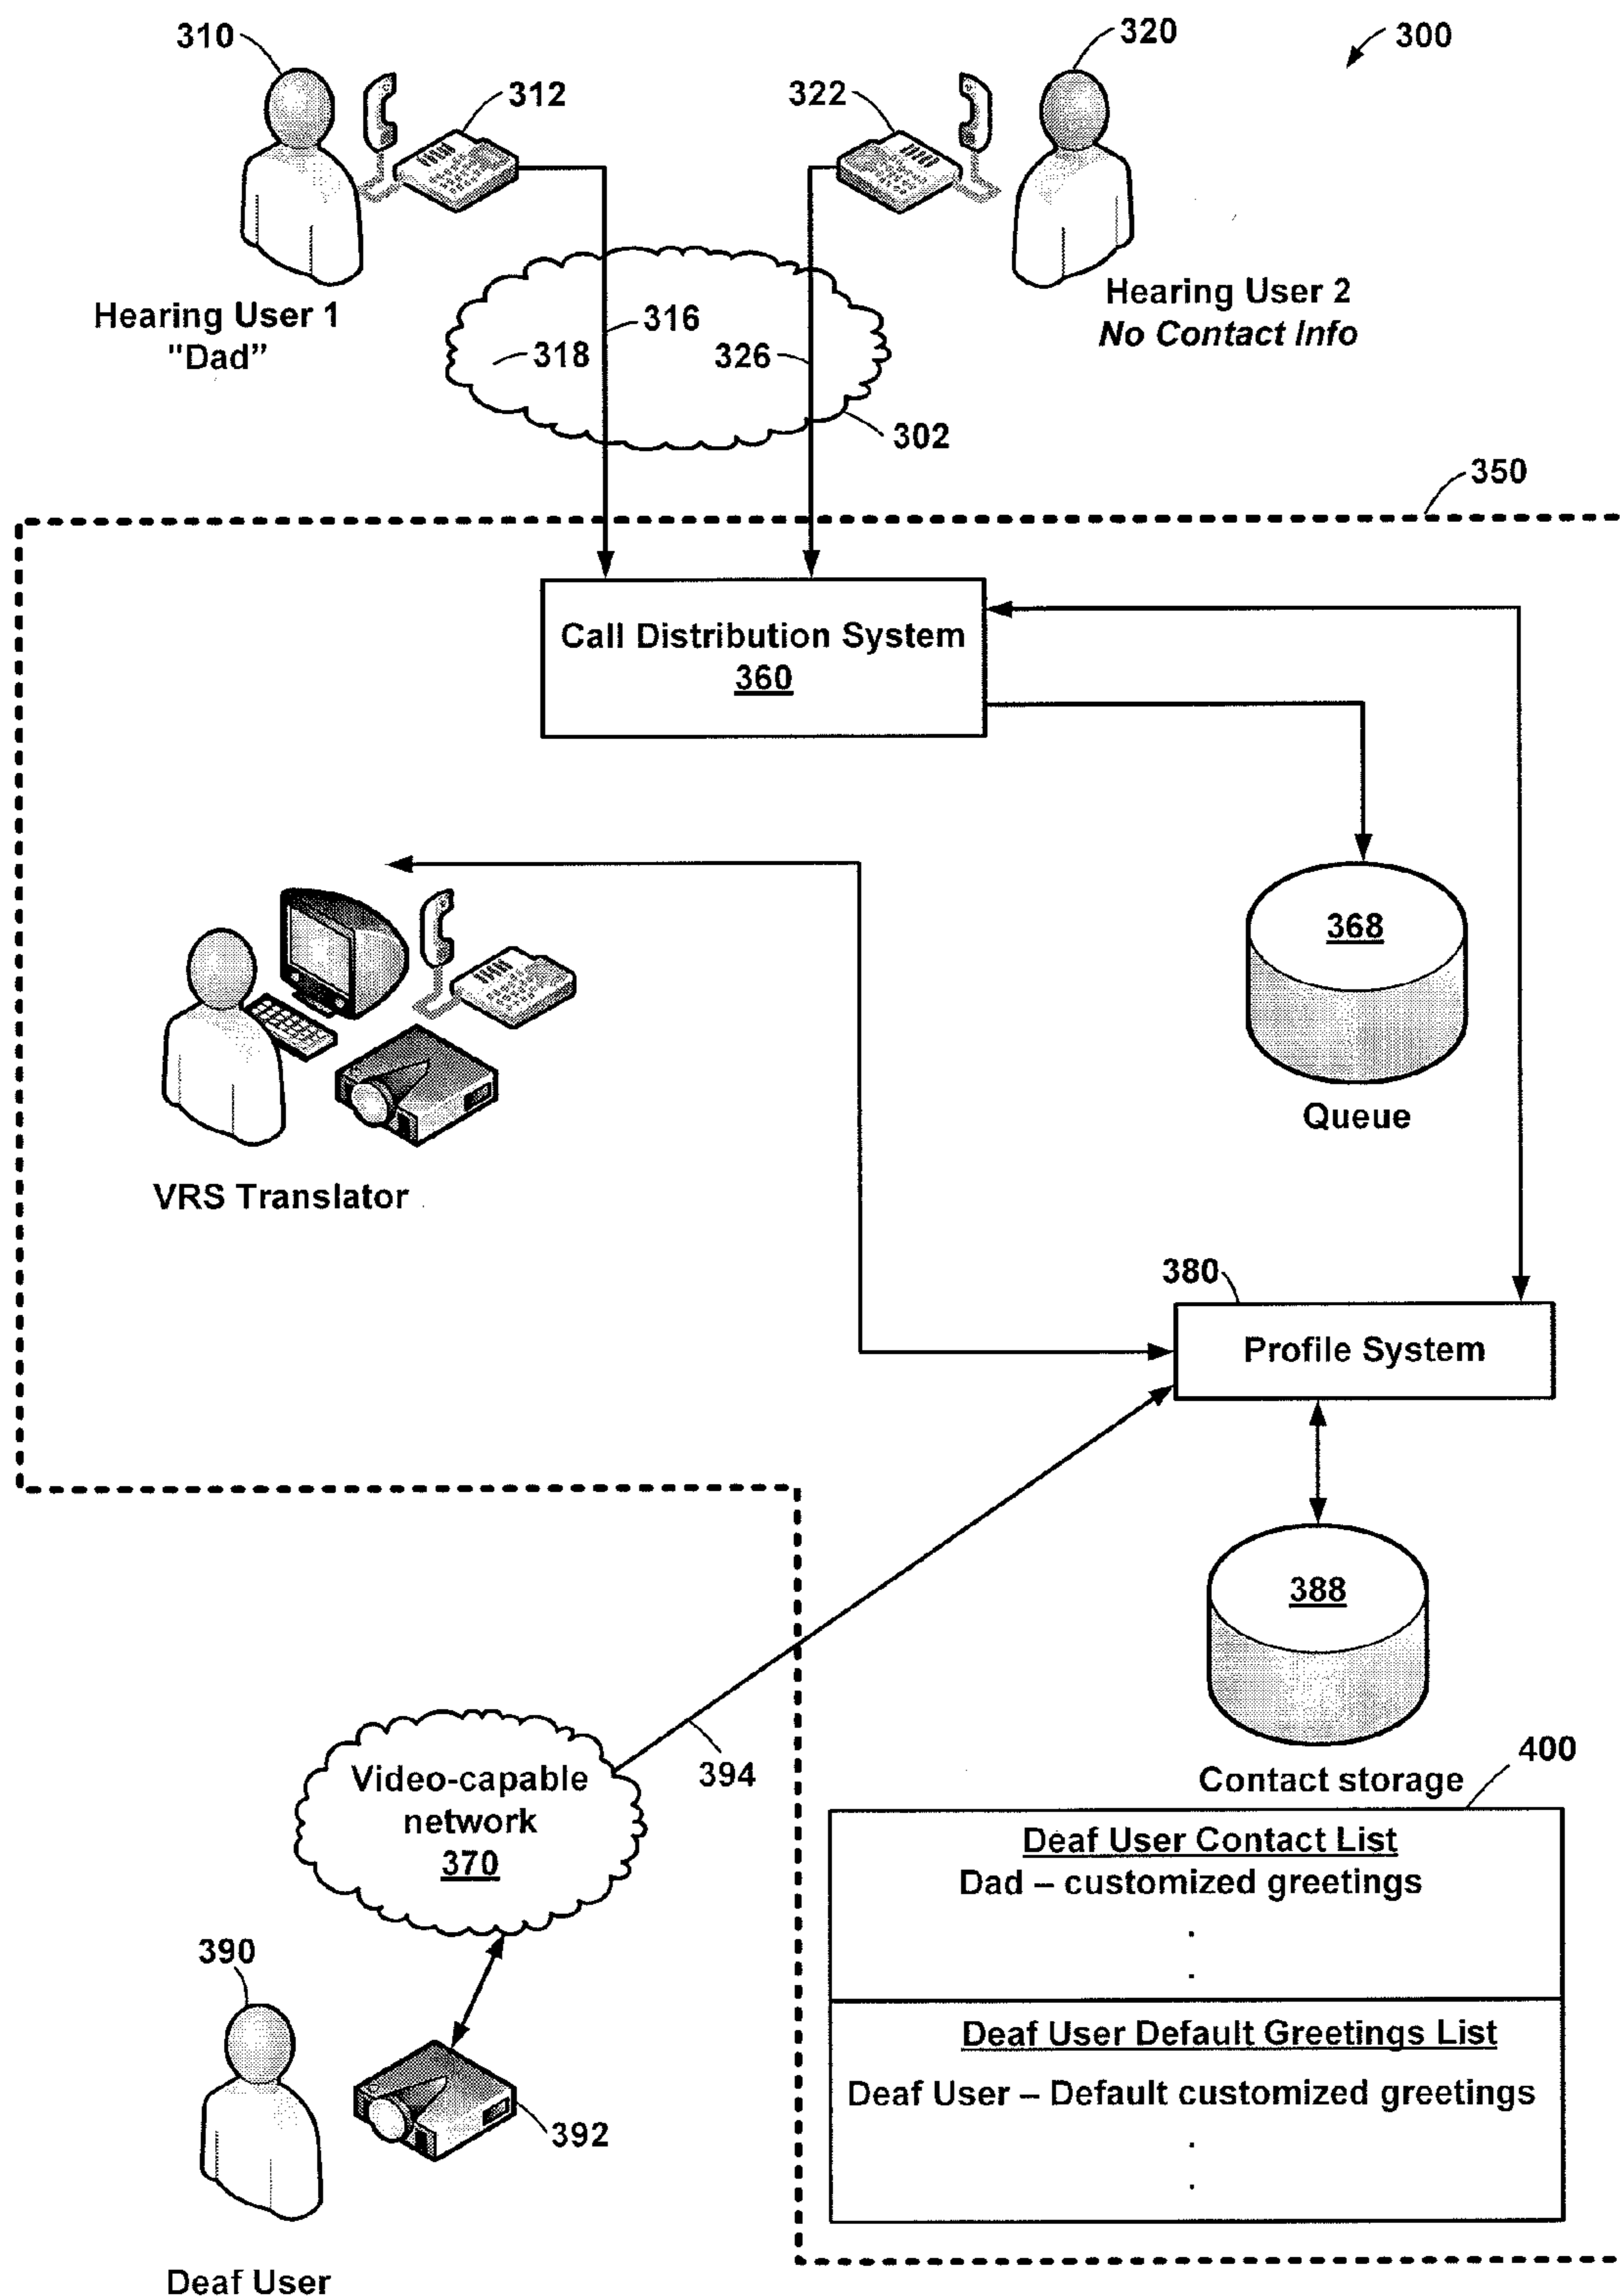 310
320
300
312
322
Hearing User 1
"Dad”
Hearing User 2
No Contact Info
316
318
326
302
350
Call Distribution System
360
368
Queue
VRS Translator
380
Profile System
388
Contact storage
394
Video-capable
network
370
400
Deaf User Contact List
Dad – customized greetings
.
.
Deaf User Default Greetings List
Deaf User – Default customized greetings
.
.
390
392
Deaf User